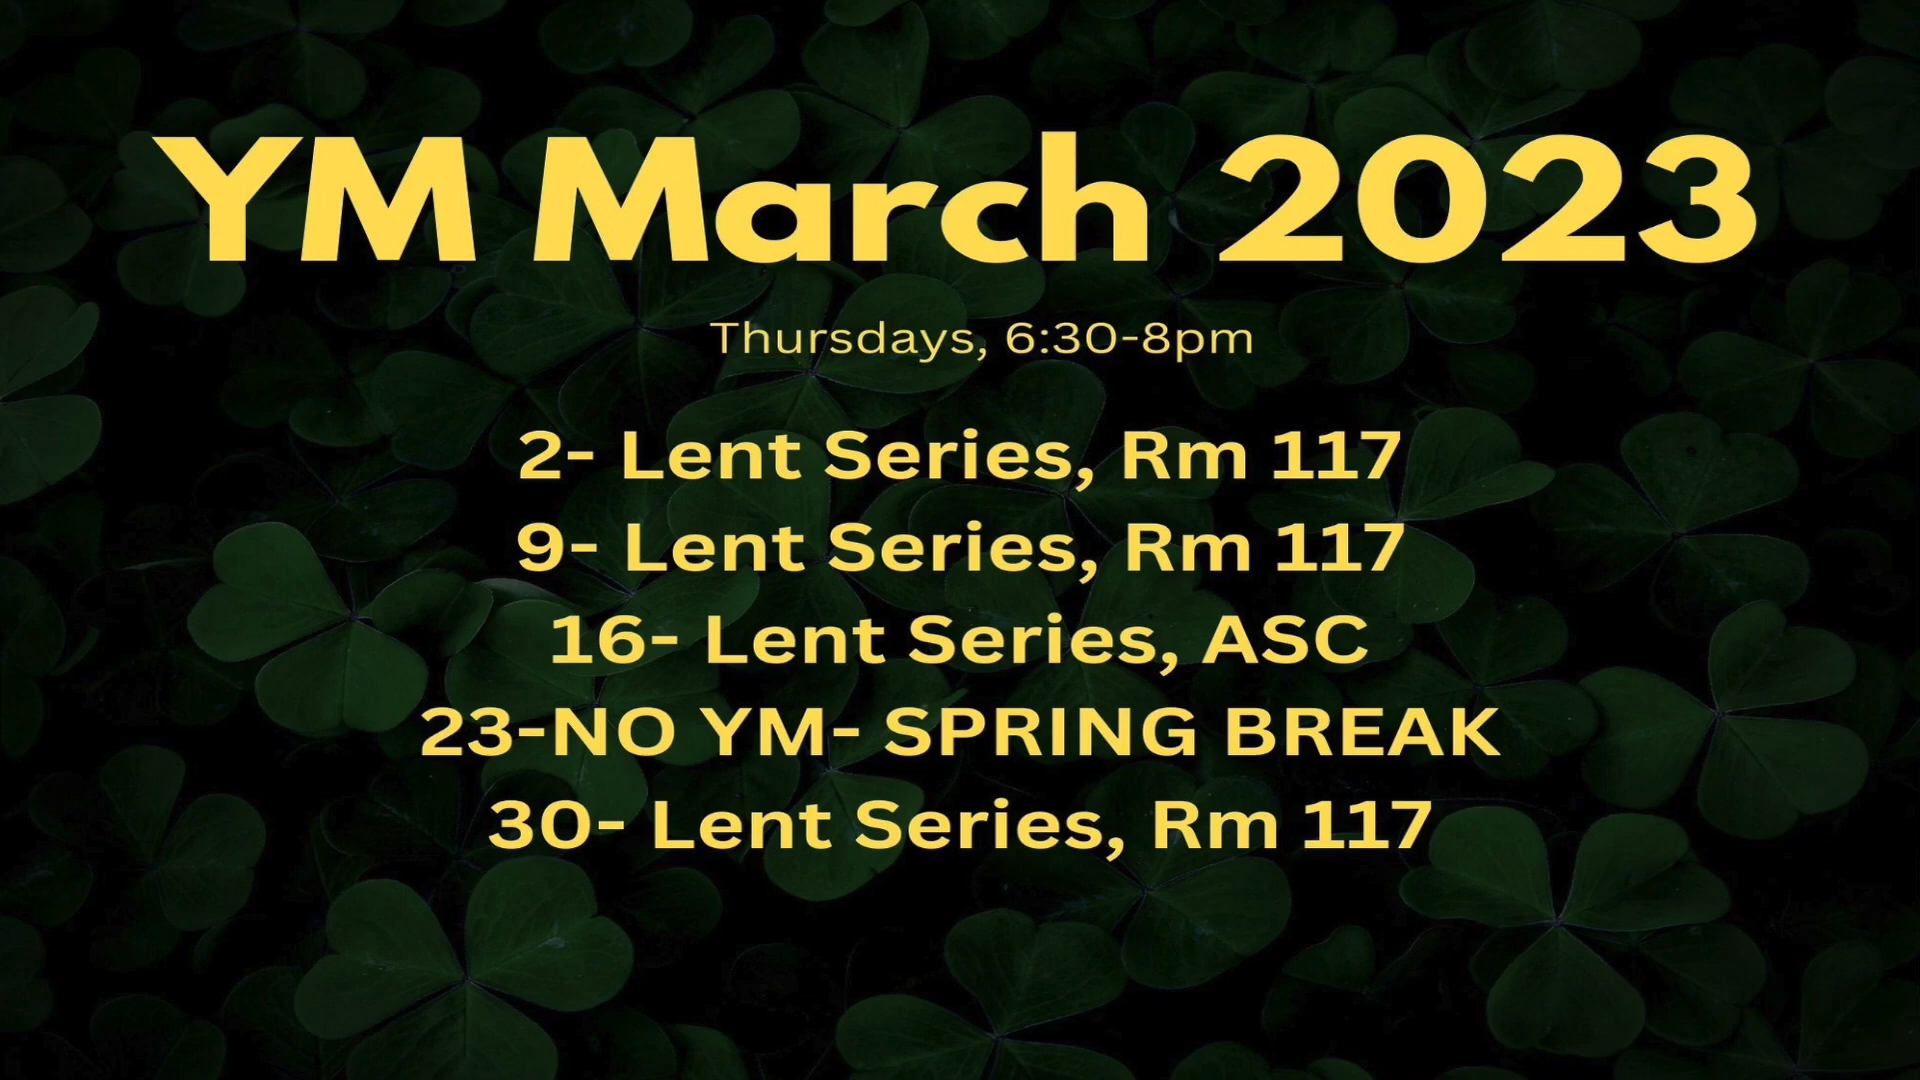 YM March 2023
Thursdays, 6:30-8pm
2- Lent Series, Rm 117
9- Lent Series, Rm 117
16- Lent Series, ASC
23-NO YM- SPRING BREAK
30- Lent Series, Rm 117